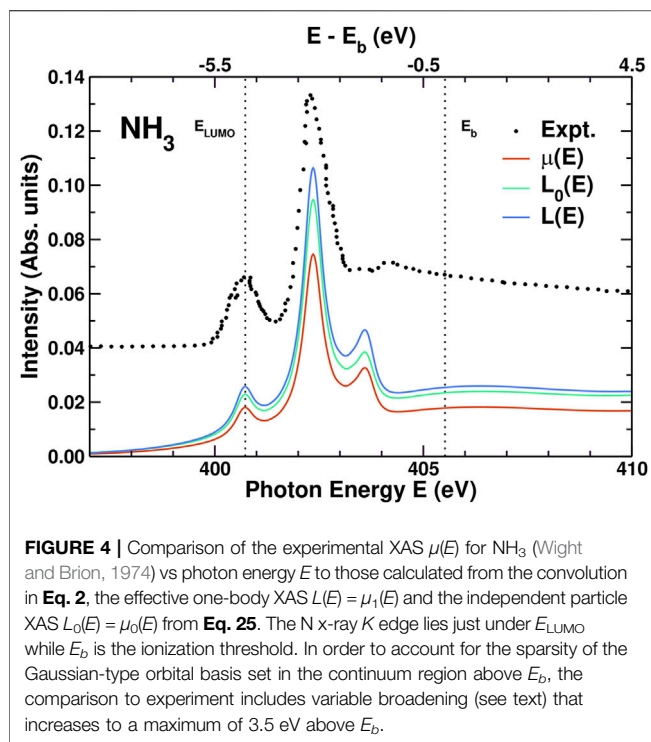 E - E_b (eV)
-5.5 -0.5 4.5
0.14
0.12
0.10
0.08
0.06
0.04
0.02
0.00
Intensity (Abs. units)
NH₃
E_LUMO
E_b
Expt.
μ(E)
L₀(E)
L(E)
400 405 410
Photon Energy E (eV)
FIGURE 4 | Comparison of the experimental XAS μ(E) for NH₃ (Wight
and Brion, 1974) vs photon energy E to those calculated from the convolution
in Eq. 2, the effective one-body XAS L(E) = μ₁(E) and the independent particle
XAS L₀(E) = μ₀(E) from Eq. 25. The N x-ray K edge lies just under E_LUMO
while E_b is the ionization threshold. In order to account for the sparsity of the
Gaussian-type orbital basis set in the continuum region above E_b, the
comparison to experiment includes variable broadening (see text) that
increases to a maximum of 3.5 eV above E_b.